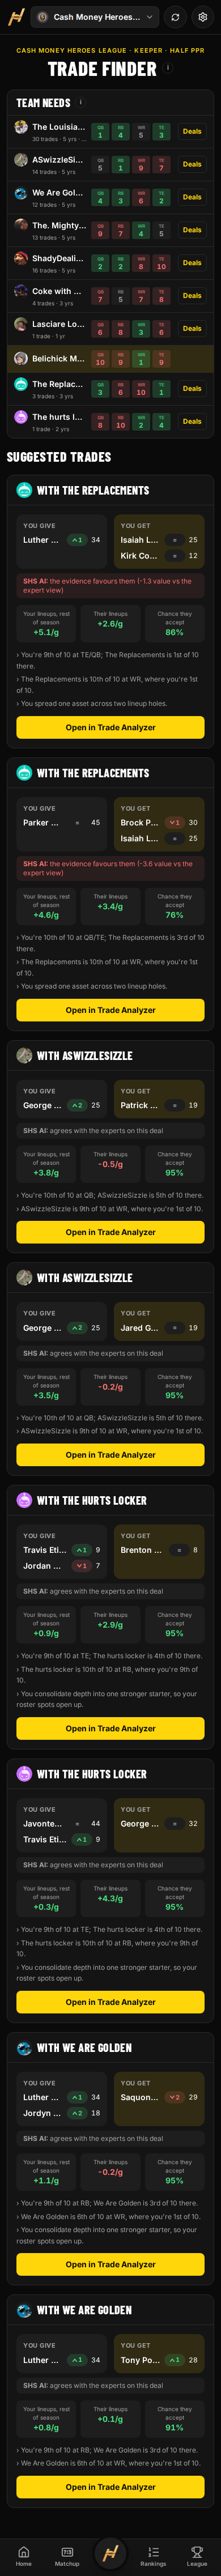 Cash Money Heroes...
CASH MONEY HEROES LEAGUE · KEEPER · HALF PPR
TRADE FINDER
i
TEAM NEEDS
i
The Louisia...
30 trades · 5 yrs · ...
QB 1
RB 4
WR 5
TE 3
Deals
ASwizzleSi...
14 trades · 5 yrs
QB 5
RB 1
WR 9
TE 7
Deals
We Are Gol...
12 trades · 5 yrs
QB 4
RB 3
WR 6
TE 2
Deals
The. Mighty...
13 trades · 5 yrs
QB 9
RB 7
WR 4
TE 5
Deals
ShadyDeali...
16 trades · 5 yrs
QB 2
RB 2
WR 8
TE 10
Deals
Coke with ...
4 trades · 3 yrs
QB 7
RB 5
WR 7
TE 8
Deals
Lasciare Lo...
1 trade · 1 yr
QB 6
RB 8
WR 3
TE 6
Deals
Belichick M...
QB 10
RB 9
WR 1
TE 9
The Replac...
3 trades · 3 yrs
QB 3
RB 6
WR 10
TE 1
Deals
The hurts l...
1 trade · 2 yrs
QB 8
RB 10
WR 2
TE 4
Deals
SUGGESTED TRADES
WITH THE REPLACEMENTS
YOU GIVE
Luther ...
1
34
YOU GET
Isaiah L...
=
25
Kirk Co...
=
12
SHS AI: the evidence favours them (-1.3 value vs the
expert view)
Your lineups, rest
of season
+5.1/g
Their lineups
+2.6/g
Chance they
accept
86%
› You're 9th of 10 at TE/QB; The Replacements is 1st of 10
there.
› The Replacements is 10th of 10 at WR, where you're 1st
of 10.
› You spread one asset across two lineup holes.
Open in Trade Analyzer
WITH THE REPLACEMENTS
YOU GIVE
Parker ...
=
45
YOU GET
Brock P...
1
30
Isaiah L...
=
25
SHS AI: the evidence favours them (-3.6 value vs the
expert view)
Your lineups, rest
of season
+4.6/g
Their lineups
+3.4/g
Chance they
accept
76%
› You're 10th of 10 at QB/TE; The Replacements is 3rd of 10
there.
› The Replacements is 10th of 10 at WR, where you're 1st
of 10.
› You spread one asset across two lineup holes.
Open in Trade Analyzer
WITH ASWIZZLESIZZLE
YOU GIVE
George ...
2
25
YOU GET
Patrick ...
=
19
SHS AI: agrees with the experts on this deal
Your lineups, rest
of season
+3.8/g
Their lineups
-0.5/g
Chance they
accept
95%
› You're 10th of 10 at QB; ASwizzleSizzle is 5th of 10 there.
› ASwizzleSizzle is 9th of 10 at WR, where you're 1st of 10.
Open in Trade Analyzer
WITH ASWIZZLESIZZLE
YOU GIVE
George ...
2
25
YOU GET
Jared G...
=
19
SHS AI: agrees with the experts on this deal
Your lineups, rest
of season
+3.5/g
Their lineups
-0.2/g
Chance they
accept
95%
› You're 10th of 10 at QB; ASwizzleSizzle is 5th of 10 there.
› ASwizzleSizzle is 9th of 10 at WR, where you're 1st of 10.
Open in Trade Analyzer
WITH THE HURTS LOCKER
YOU GIVE
Travis Eti...
1
9
Jordan ...
1
7
YOU GET
Brenton ...
=
8
SHS AI: agrees with the experts on this deal
Your lineups, rest
of season
+0.9/g
Their lineups
+2.9/g
Chance they
accept
95%
› You're 9th of 10 at TE; The hurts locker is 4th of 10 there.
› The hurts locker is 10th of 10 at RB, where you're 9th of
10.
› You consolidate depth into one stronger starter, so your
roster spots open up.
Open in Trade Analyzer
WITH THE HURTS LOCKER
YOU GIVE
Javonte...
=
44
Travis Eti...
1
9
YOU GET
George ...
=
32
SHS AI: agrees with the experts on this deal
Your lineups, rest
of season
+0.3/g
Their lineups
+4.3/g
Chance they
accept
95%
› You're 9th of 10 at TE; The hurts locker is 4th of 10 there.
› The hurts locker is 10th of 10 at RB, where you're 9th of
10.
› You consolidate depth into one stronger starter, so your
roster spots open up.
Open in Trade Analyzer
WITH WE ARE GOLDEN
YOU GIVE
Luther ...
1
34
Jordyn ...
2
18
YOU GET
Saquon...
2
29
SHS AI: agrees with the experts on this deal
Your lineups, rest
of season
+1.1/g
Their lineups
-0.2/g
Chance they
accept
95%
› You're 9th of 10 at RB; We Are Golden is 3rd of 10 there.
› We Are Golden is 6th of 10 at WR, where you're 1st of 10.
› You consolidate depth into one stronger starter, so your
roster spots open up.
Open in Trade Analyzer
WITH WE ARE GOLDEN
YOU GIVE
Luther ...
1
34
YOU GET
Tony Po...
1
28
SHS AI: agrees with the experts on this deal
Your lineups, rest
of season
+0.8/g
Their lineups
+0.1/g
Chance they
accept
91%
› You're 9th of 10 at RB; We Are Golden is 3rd of 10 there.
› We Are Golden is 6th of 10 at WR, where you're 1st of 10.
Open in Trade Analyzer
Home
Matchup
Rankings
League